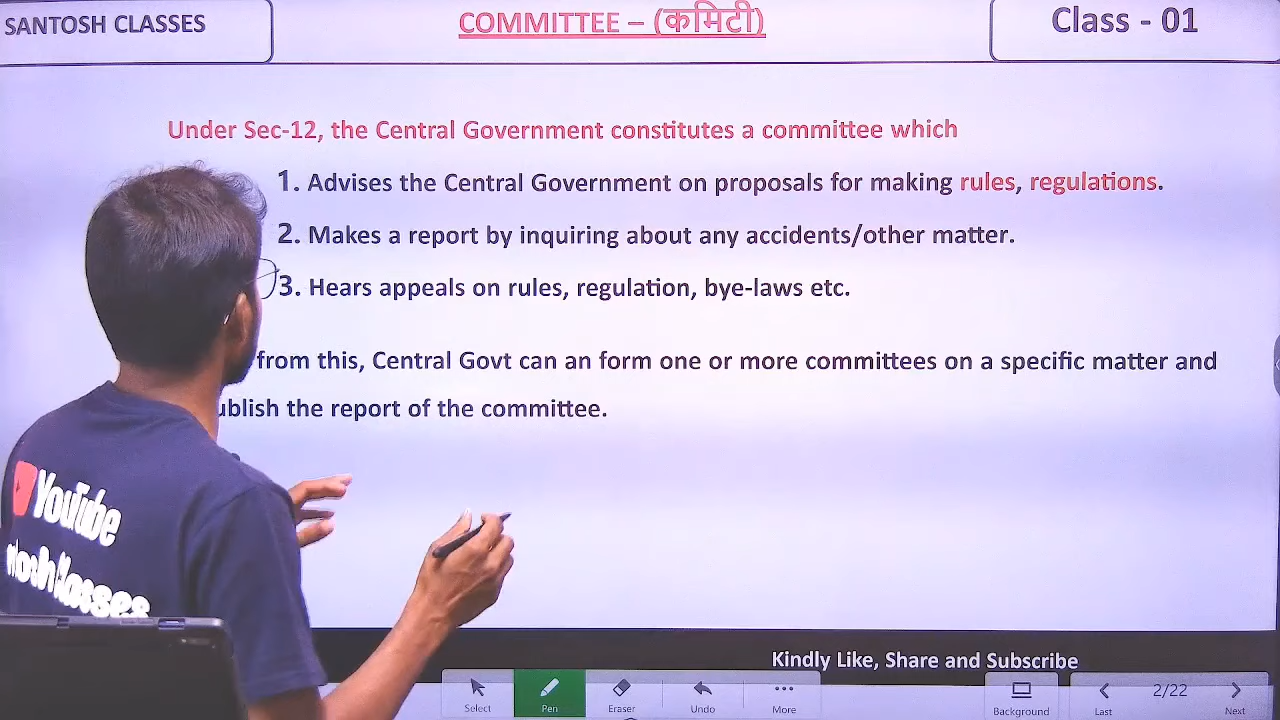 SANTOSH CLASSES
COMMITTEE – (कमिटी)
Class - 01
Under Sec-12, the Central Government constitutes a committee which
1. Advises the Central Government on proposals for making rules, regulations.
2. Makes a report by inquiring about any accidents/other matter.
3. Hears appeals on rules, regulation, bye-laws etc.
from this, Central Govt can an form one or more committees on a specific matter and
the report of the committee.
YouTube
Kindly Like, Share and Subscribe
Select
Pen
Eraser
Undo
More
Background
Last
2/22
Next